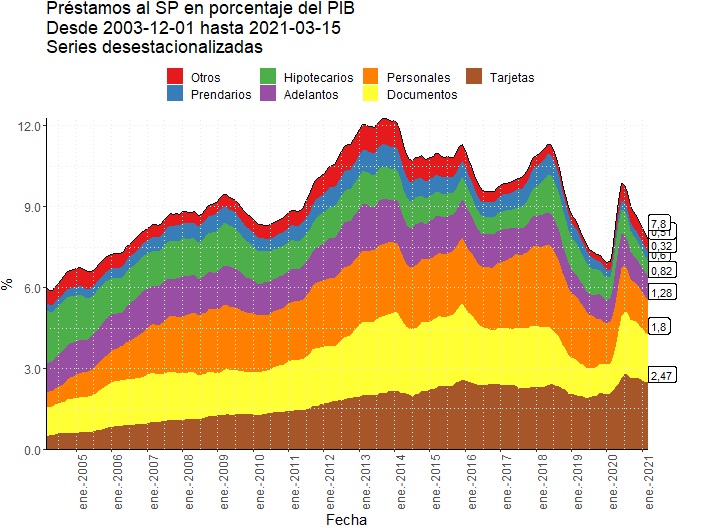 Préstamos al SP en porcentaje del PIB
Desde 2003-12-01 hasta 2021-03-15
Series desestacionalizadas
Otros Hipotecarios Personales Tarjetas
Prendarios Adelantos Documentos
12.0
9.0
6.0
3.0
0.0
%
7,8
0,32
0,6
0,82
1,28
1,8
2,47
ene.-2005 ene.-2006 ene.-2007 ene.-2008 ene.-2009 ene.-2010 ene.-2011 ene.-2012 ene.-2013 ene.-2014 ene.-2015 ene.-2016 ene.-2017 ene.-2018 ene.-2019 ene.-2020 ene.-2021
Fecha